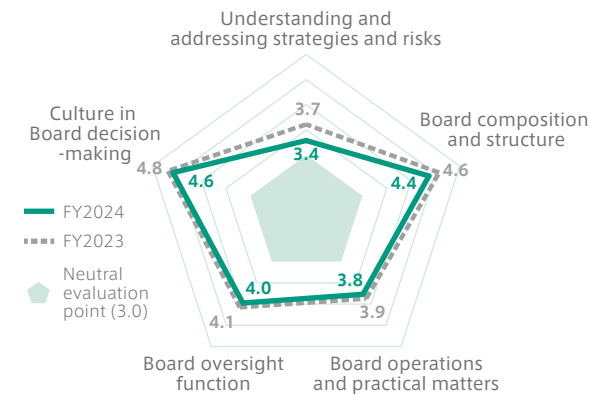 Understanding and
addressing strategies and risks
3.7
3.4
Culture in
Board decision
-making
4.8
4.6
Board composition
and structure
4.6
4.4
FY2024
FY2023
Neutral
evaluation
point (3.0)
4.0
4.1
3.8
3.9
Board oversight
function
Board operations
and practical matters